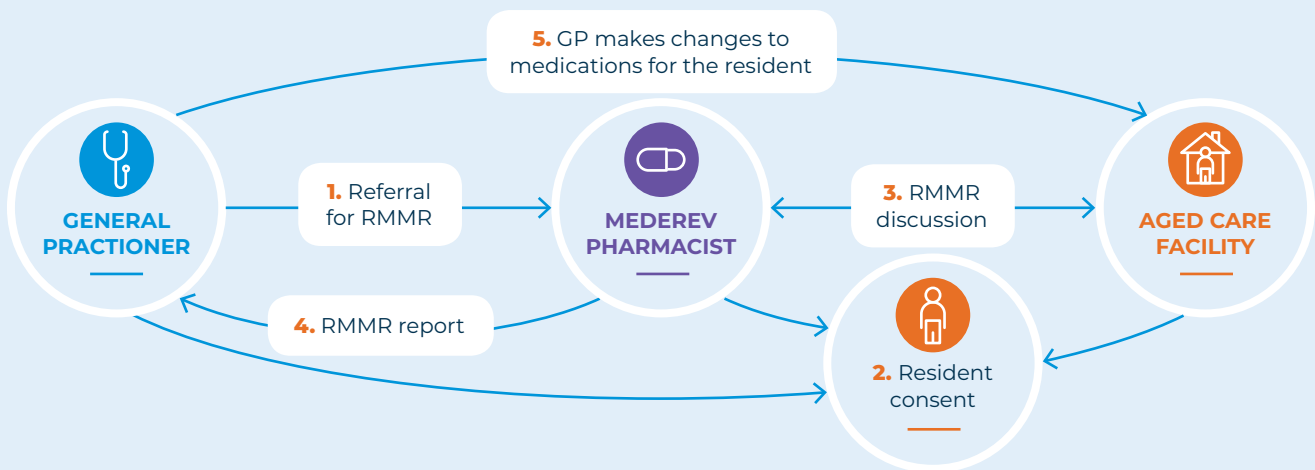 5. GP makes changes to
medications for the resident
GENERAL
PRACTIONER
1. Referral
for RMMR
MEDEREV
PHARMACIST
3. RMMR
discussion
AGED CARE
FACILITY
4. RMMR report
2. Resident
consent